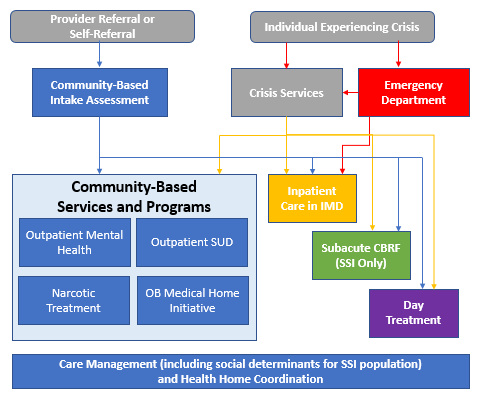 Provider Referral or
Self-Referral
Individual Experiencing Crisis
Community-Based
Intake Assessment
Crisis Services
Emergency
Department
Community-Based
Services and Programs
Outpatient Mental
Health
Outpatient SUD
Narcotic
Treatment
OB Medical Home
Initiative
Inpatient
Care in IMD
Subacute CBRF
(SSI Only)
Day
Treatment
Care Management (including social determinants for SSI population)
and Health Home Coordination